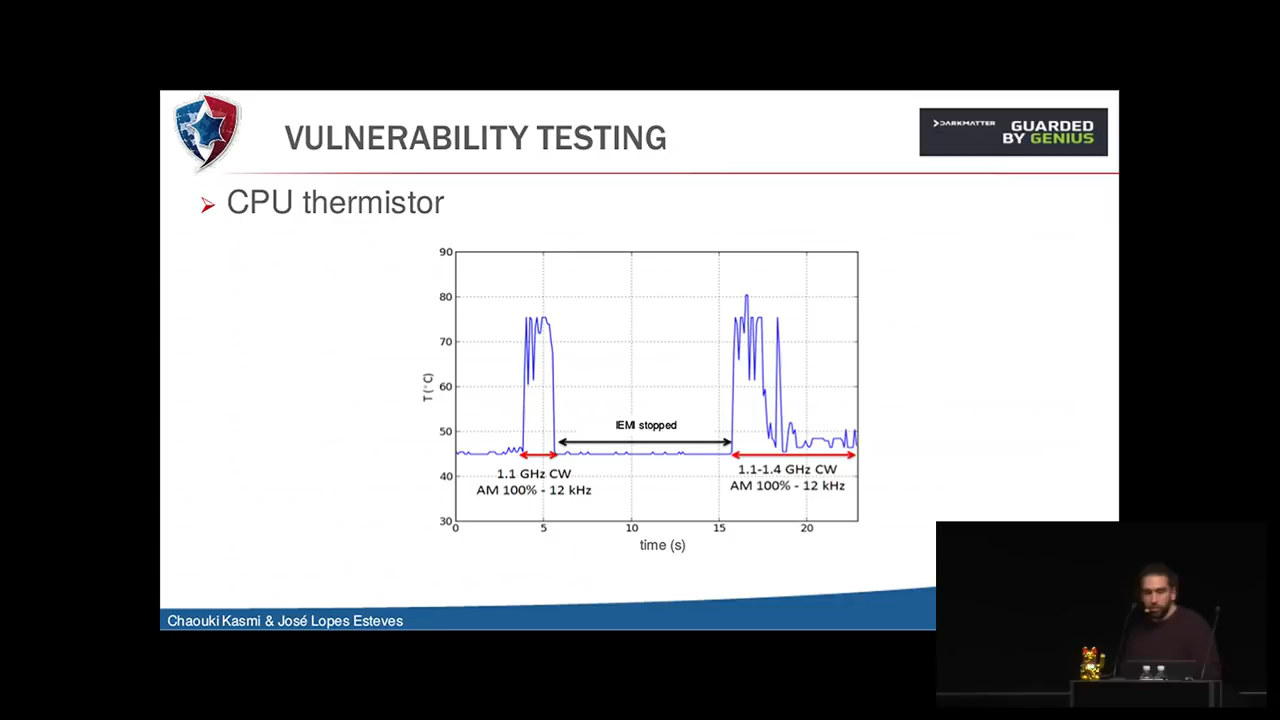 VULNERABILITY TESTING
DARKMATTER
GUARDED
BY GENIUS
CPU thermistor
90
80
70
60
50
40
30
T (°C)
IEMI stopped
1.1 GHz CW
AM 100% - 12 kHz
1.1-1.4 GHz CW
AM 100% - 12 kHz
0
5
10
15
20
time (s)
Chaouki Kasmi & José Lopes Esteves